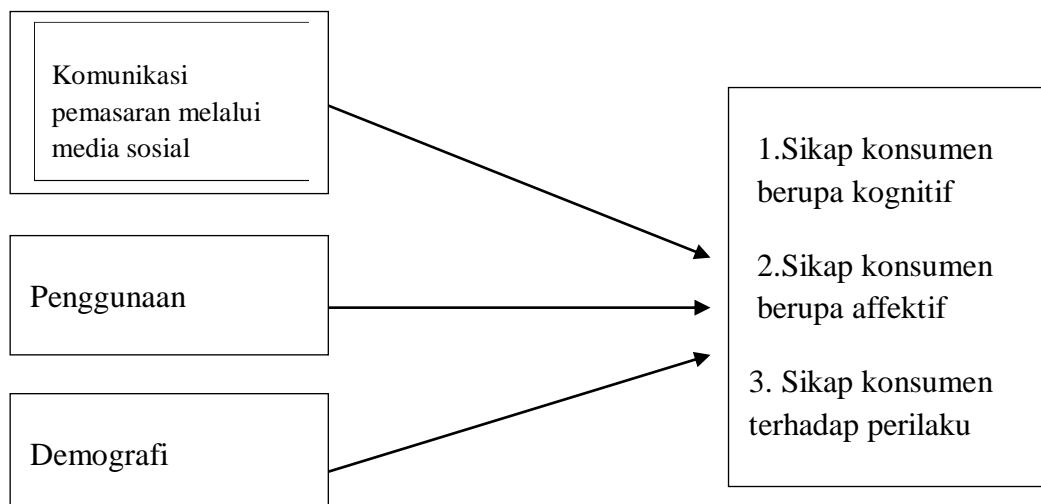 Komunikasi
pemasaran melalui
media sosial
Penggunaan
Demografi
1.Sikap konsumen
berupa kognitif
2.Sikap konsumen
berupa affektif
3. Sikap konsumen
terhadap perilaku